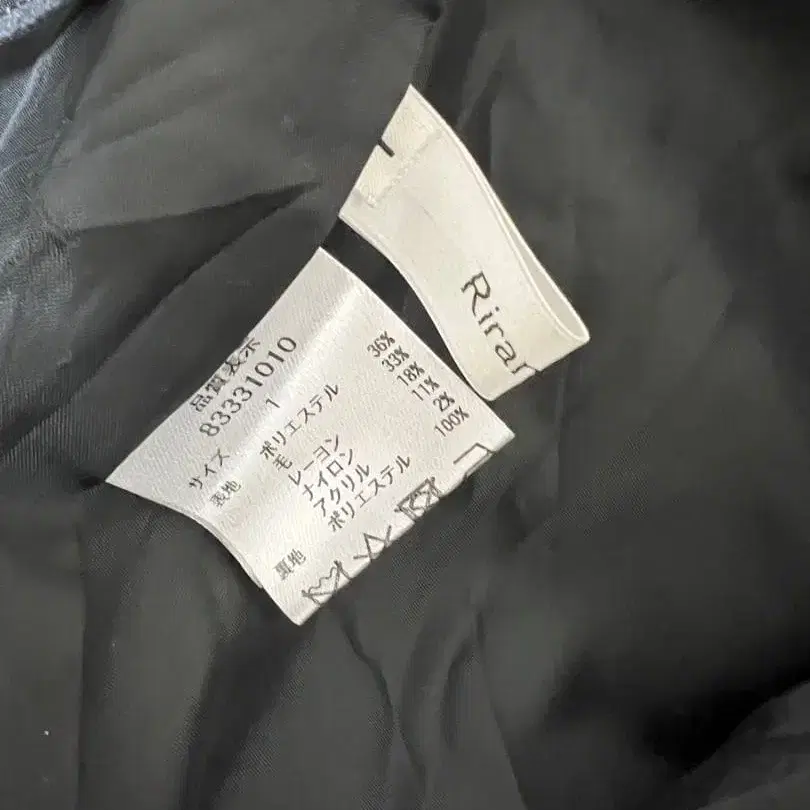 品質表示
83331010
サイズ 1
表地 ポリエステル 36%
毛 33%
レーヨン 18%
ナイロン 11%
アクリル 2%
裏地 ポリエステル 100%
Riran